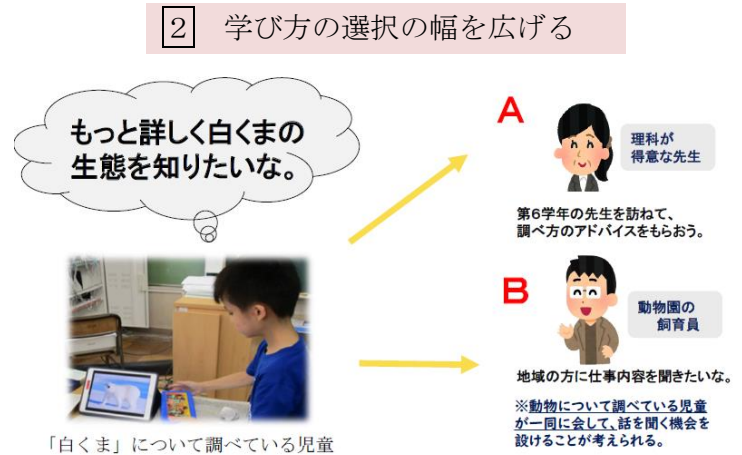 2 学び方の選択の幅を広げる
もっと詳しく白くまの
生態を知りたいな。
「白くま」について調べている児童
A
理科が
得意な先生
第6学年の先生を訪ねて、
調べ方のアドバイスをもらおう。
B
動物園の
飼育員
地域の方に仕事内容を聞きたいな。
※動物について調べている児童
が一同に会して、話を聞く機会を
設けることが考えられる。